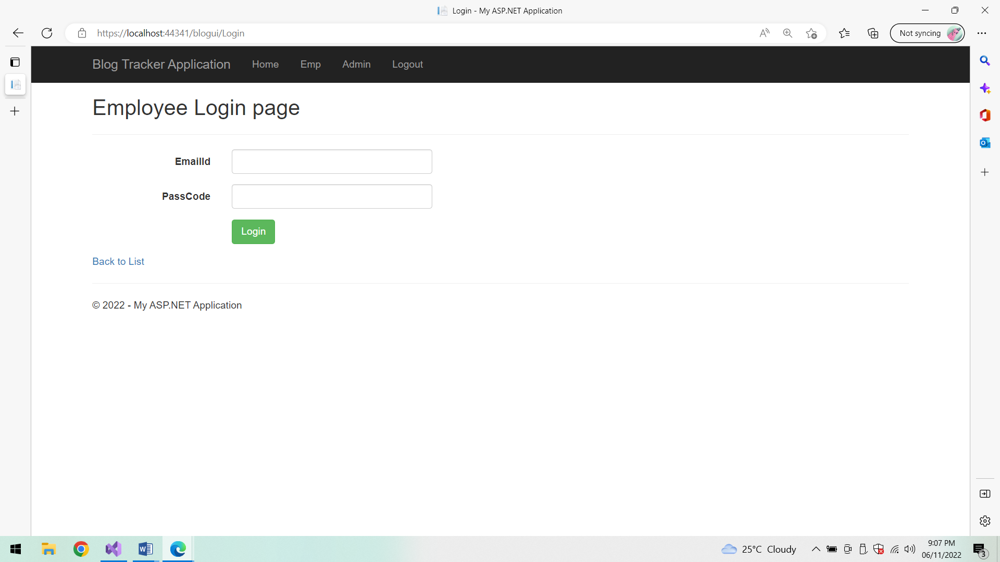 Login - My ASP.NET Application
https://localhost:44341/blogui/Login
Not syncing
Blog Tracker Application Home Emp Admin Logout
Employee Login page
EmailId
PassCode
Login
Back to List
© 2022 - My ASP.NET Application
25°C Cloudy
9:07 PM
06/11/2022
3